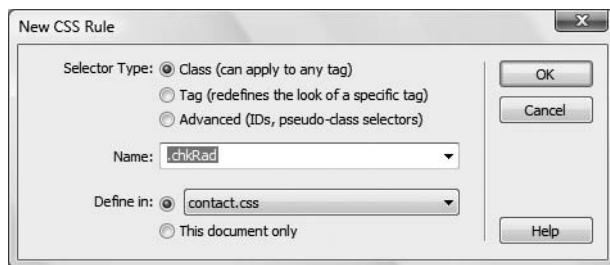 New CSS Rule
Selector Type: Class (can apply to any tag)
Tag (redefines the look of a specific tag)
Advanced (IDs, pseudo-class selectors)
Name: .chkRad
Define in: contact.css
This document only
OK
Cancel
Help